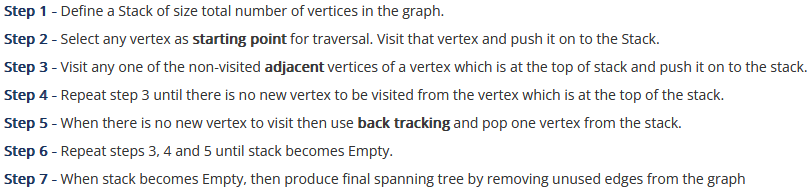 Step 1 - Define a Stack of size total number of vertices in the graph.
Step 2 - Select any vertex as starting point for traversal. Visit that vertex and push it on to the Stack.
Step 3 - Visit any one of the non-visited adjacent vertices of a vertex which is at the top of stack and push it on to the stack.
Step 4 - Repeat step 3 until there is no new vertex to be visited from the vertex which is at the top of the stack.
Step 5 - When there is no new vertex to visit then use back tracking and pop one vertex from the stack.
Step 6 - Repeat steps 3, 4 and 5 until stack becomes Empty.
Step 7 - When stack becomes Empty, then produce final spanning tree by removing unused edges from the graph